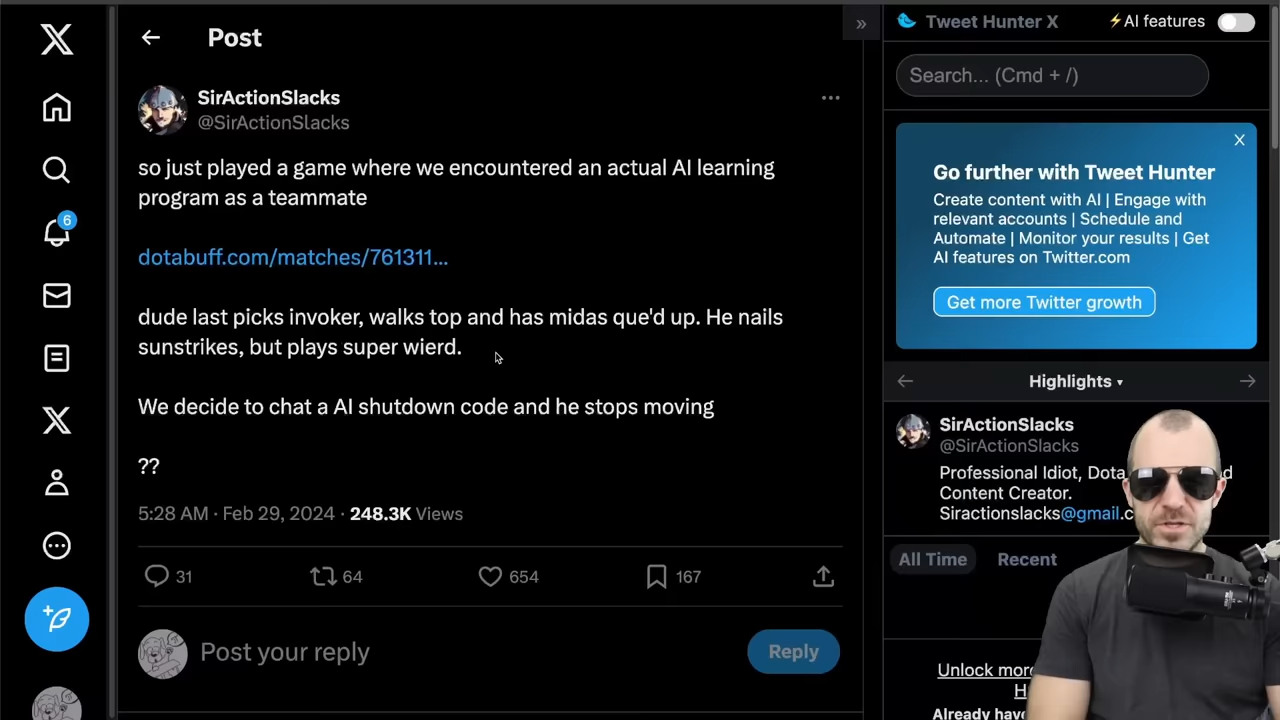 Post
»
Tweet Hunter X
⚡AI features
Search... (Cmd + /)
SirActionSlacks
@SirActionSlacks
so just played a game where we encountered an actual AI learning
program as a teammate
dotabuff.com/matches/761311...
dude last picks invoker, walks top and has midas que'd up. He nails
sunstrikes, but plays super wierd.
We decide to chat a AI shutdown code and he stops moving
??
5:28 AM · Feb 29, 2024 · 248.3K Views
31
64
654
167
Post your reply
Reply
6
X
Go further with Tweet Hunter
Create content with AI | Engage with
relevant accounts | Schedule and
Automate | Monitor your results | Get
AI features on Twitter.com
Get more Twitter growth
Highlights
SirActionSlacks
@SirActionSlacks
Professional Idiot, Dota
Content Creator.
Siractionslacks@gmail.c
All Time
Recent
Unlock more
Already have